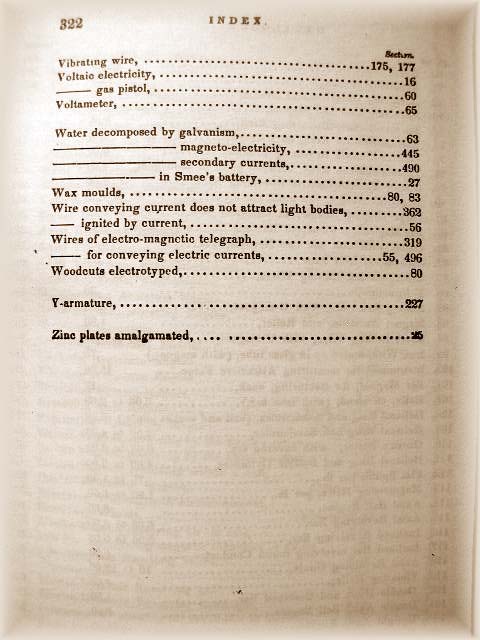 322 INDEX.
Section.
Vibrating wire, ........................ 175, 177
Voltaic electricity, ........................ 16
——— gas pistol, ........................ 60
Voltameter, ........................ 65
Water decomposed by galvanism, ........................ 63
——————— magneto-electricity, ........................ 445
——————— secondary currents, ........................ 490
——————— in Smee's battery, ........................ 27
Wax moulds, ........................ 80, 83
Wire conveying current does not attract light bodies, ........ 362
—— ignited by current, ........................ 56
Wires of electro-magnetic telegraph, ........................ 319
—— for conveying electric currents, ........................ 55, 496
Woodcuts electrotyped, ........................ 80
Y-armature, ........................ 227
Zinc plates amalgamated, ........................